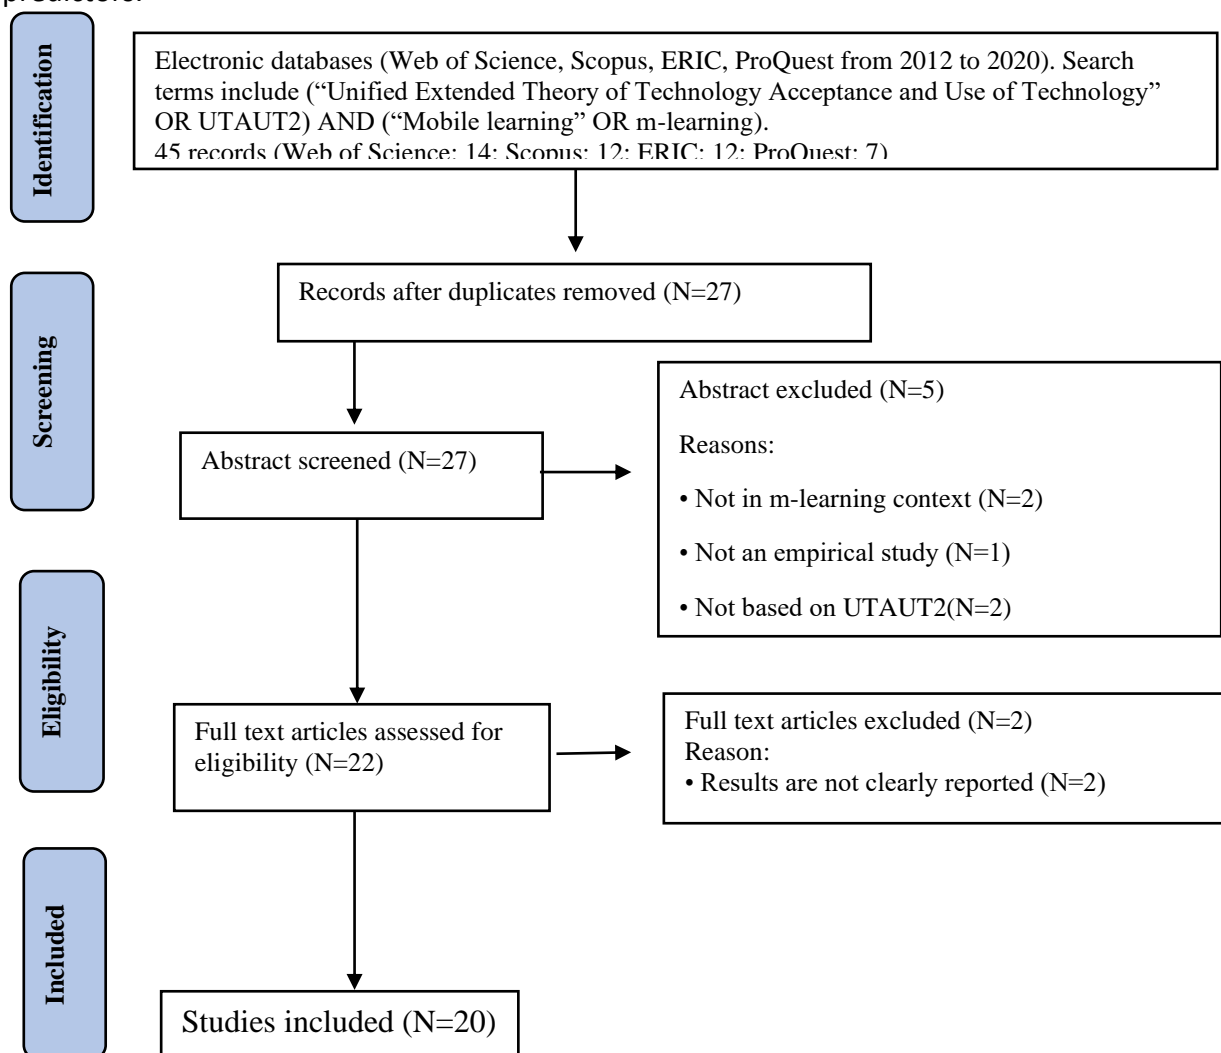 predictors.
Identification
Electronic databases (Web of Science, Scopus, ERIC, ProQuest from 2012 to 2020). Search
terms include (“Unified Extended Theory of Technology Acceptance and Use of Technology”
OR UTAUT2) AND (“Mobile learning” OR m-learning).
45 records (Web of Science: 14; Scopus: 12; ERIC: 12; ProQuest: 7)
Screening
Records after duplicates removed (N=27)
Abstract screened (N=27)
Abstract excluded (N=5)
Reasons:
• Not in m-learning context (N=2)
• Not an empirical study (N=1)
• Not based on UTAUT2(N=2)
Eligibility
Full text articles assessed for
eligibility (N=22)
Full text articles excluded (N=2)
Reason:
• Results are not clearly reported (N=2)
Included
Studies included (N=20)